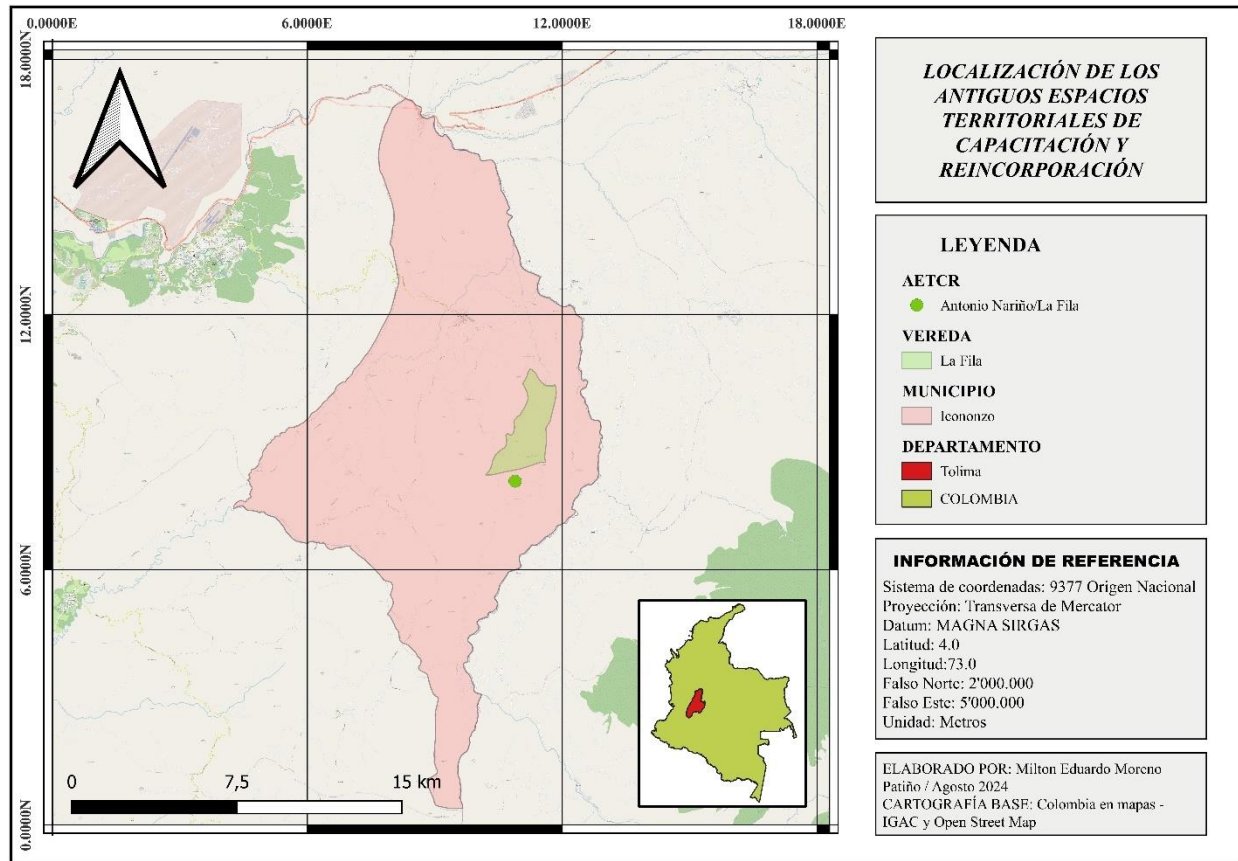 0.0000E
6.0000E
12.0000E
18.0000E
18.0000N
12.0000N
6.0000N
0.0000N
0
7,5
15 km
LOCALIZACIÓN DE LOS
ANTIGUOS ESPACIOS
TERRITORIALES DE
CAPACITACIÓN Y
REINCORPORACIÓN
LEYENDA
AETCR
Antonio Nariño/La Fila
VEREDA
La Fila
MUNICIPIO
Icononzo
DEPARTAMENTO
Tolima
COLOMBIA
INFORMACIÓN DE REFERENCIA
Sistema de coordenadas: 9377 Origen Nacional
Proyección: Transversa de Mercator
Datum: MAGNA SIRGAS
Latitud: 4.0
Longitud:73.0
Falso Norte: 2'000.000
Falso Este: 5'000.000
Unidad: Metros
ELABORADO POR: Milton Eduardo Moreno
Patiño / Agosto 2024
CARTOGRAFÍA BASE: Colombia en mapas -
IGAC y Open Street Map